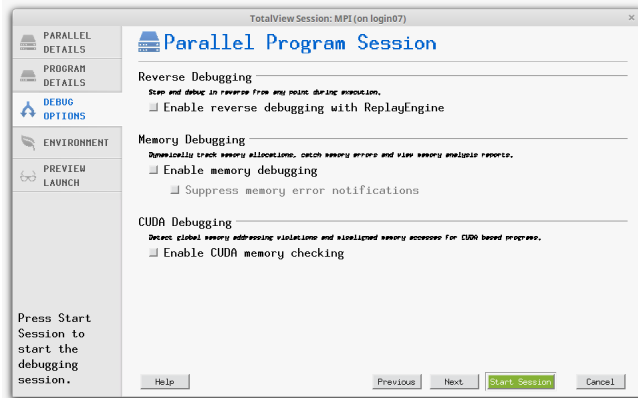 TotalView Session: MPI (on login07)
×
PARALLEL
DETAILS
PROGRAM
DETAILS
DEBUG
OPTIONS
ENVIRONMENT
PREVIEW
LAUNCH
Press Start
Session to
start the
debugging
session.
Parallel Program Session
Reverse Debugging
Step and debug in reverse from any point during execution.
Enable reverse debugging with ReplayEngine
Memory Debugging
Dynamically track memory allocations, catch memory errors and view memory analysis reports.
Enable memory debugging
Suppress memory error notifications
CUDA Debugging
Detect global memory addressing violations and misaligned memory accesses for CUDA based programs.
Enable CUDA memory checking
Help
Previous
Next
Start Session
Cancel